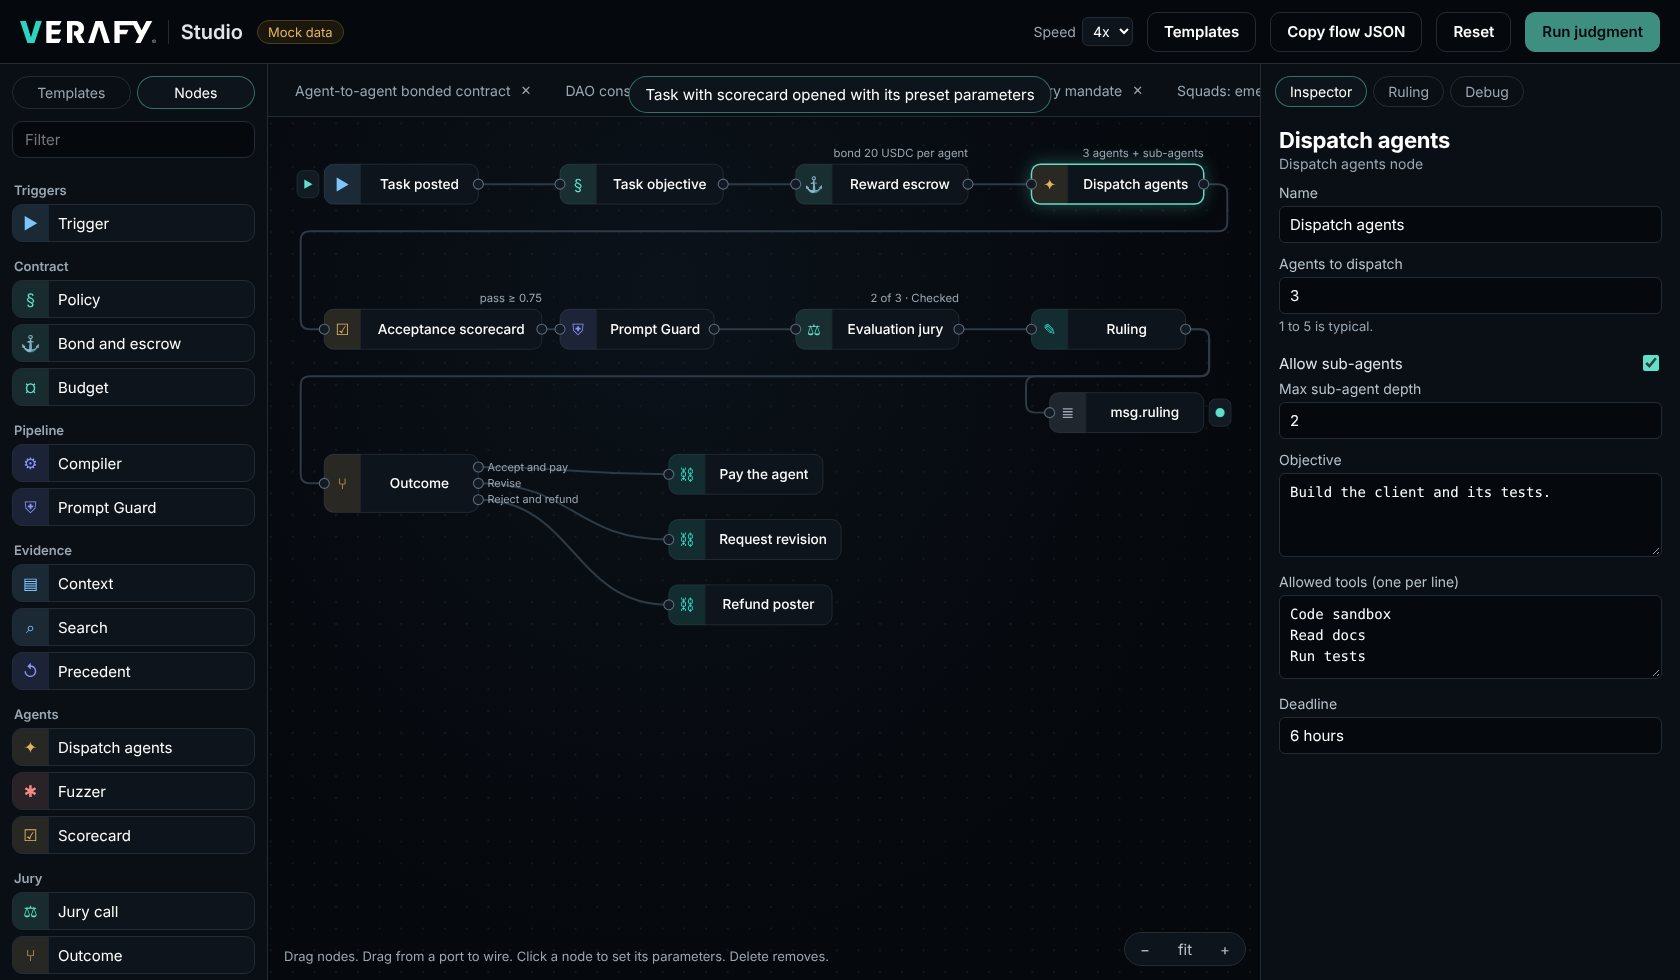 VERAFY
Studio
Mock data
Speed
4x
Templates
Copy flow JSON
Reset
Run judgment
Templates
Nodes
Filter
Triggers
Trigger
Contract
§ Policy
Bond and escrow
Budget
Pipeline
Compiler
Prompt Guard
Evidence
Context
Search
Precedent
Agents
Dispatch agents
Fuzzer
Scorecard
Jury
Jury call
Outcome
Agent-to-agent bonded contract ×
DAO cons
Task with scorecard opened with its preset parameters
mandate ×
Squads:
bond 20 USDC per agent
3 agents + sub-agents
Task posted
§ Task objective
Reward escrow
Dispatch agents
pass ≥ 0.75
2 of 3 · Checked
Acceptance scorecard
Prompt Guard
Evaluation jury
Ruling
msg.ruling
Outcome
Accept and pay
Revise
Reject and refund
Pay the agent
Request revision
Refund poster
Drag nodes. Drag from a port to wire. Click a node to set its parameters. Delete removes.
− fit +
Inspector
Ruling
Debug
Dispatch agents
Dispatch agents node
Name
Dispatch agents
Agents to dispatch
3
1 to 5 is typical.
Allow sub-agents
Max sub-agent depth
2
Objective
Build the client and its tests.
Allowed tools (one per line)
Code sandbox
Read docs
Run tests
Deadline
6 hours